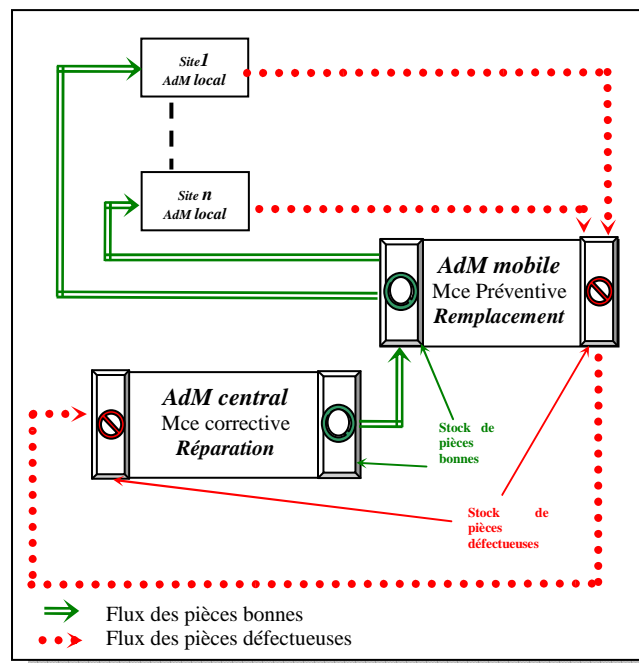 Site1
AdM local
Site n
AdM local
AdM mobile
Mce Préventive
Remplacement
AdM central
Mce corrective
Réparation
Stock de
pièces
bonnes
Stock de
pièces
défectueuses
Flux des pièces bonnes
Flux des pièces défectueuses